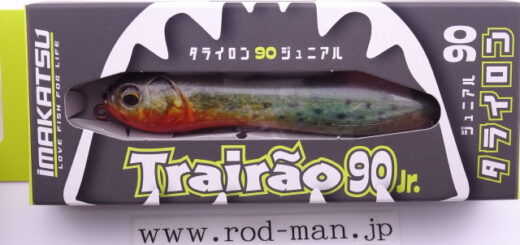 IMAKATSU
LOVE FISH FOR LIFE
タライロン90ジュニアル
Trairão 90 Jr.
ジュニアル 90
タライロン
www.rod-man.jp